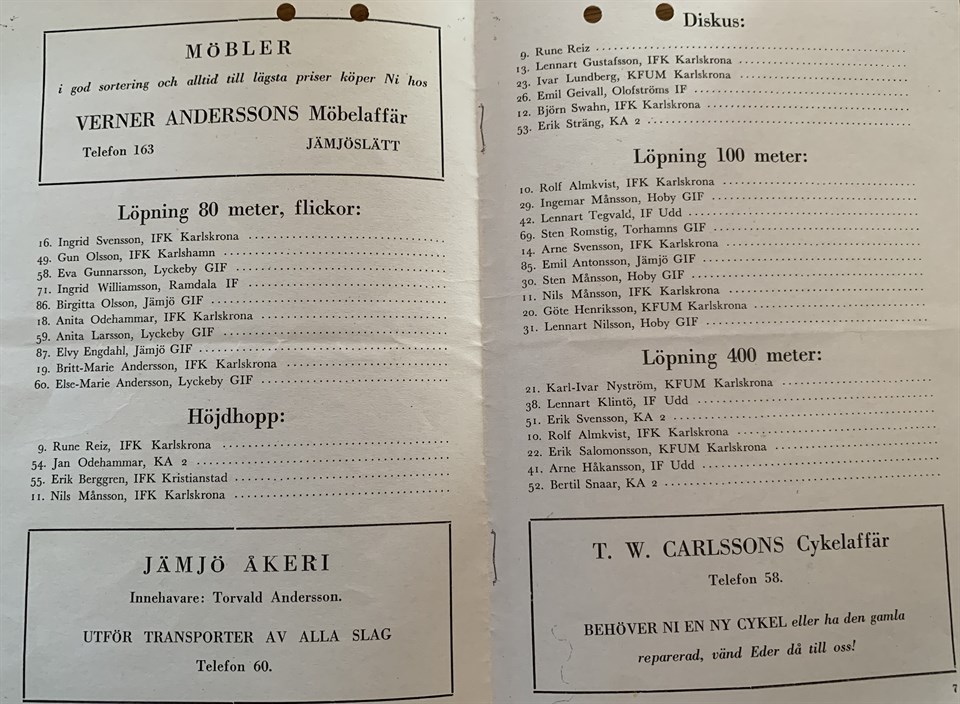 MÖBLER
i god sortering och alltid till lägsta priser köper Ni hos
VERNER ANDERSSONS Möbelaffär
Telefon 163 JÄMJÖSLÄTT
Löpning 80 meter, flickor:
16. Ingrid Svensson, IFK Karlskrona
49. Gun Olsson, IFK Karlshamn
58. Eva Gunnarsson, Lyckeby GIF
71. Ingrid Williamsson, Ramdala IF
86. Birgitta Olsson, Jämjö GIF
18. Anita Odehammar, IFK Karlskrona
59. Anita Larsson, Lyckeby GIF
87. Elvy Engdahl, Jämjö GIF
19. Britt-Marie Andersson, IFK Karlskrona
60. Else-Marie Andersson, Lyckeby GIF
Höjdhopp:
9. Rune Reiz, IFK Karlskrona
54. Jan Odehammar, KA 2
55. Erik Berggren, IFK Kristianstad
11. Nils Månsson, IFK Karlskrona
JÄMJÖ ÅKERI
Innehavare: Torvald Andersson.
UTFÖR TRANSPORTER AV ALLA SLAG
Telefon 60.
Diskus:
9. Rune Reiz
13. Lennart Gustafsson, IFK Karlskrona
23. Ivar Lundberg, KFUM Karlskrona
26. Emil Geivall, Olofströms IF
12. Björn Swahn, IFK Karlskrona
53. Erik Sträng, KA 2
Löpning 100 meter:
10. Rolf Almkvist, IFK Karlskrona
29. Ingemar Månsson, Hoby GIF
42. Lennart Tegvald, IF Udd
69. Sten Romstig, Torhamns GIF
14. Arne Svensson, IFK Karlskrona
85. Emil Antonsson, Jämjö GIF
30. Sten Månsson, Hoby GIF
11. Nils Månsson, IFK Karlskrona
20. Göte Henriksson, KFUM Karlskrona
31. Lennart Nilsson, Hoby GIF
Löpning 400 meter:
21. Karl-Ivar Nyström, KFUM Karlskrona
38. Lennart Klintö, IF Udd
51. Erik Svensson, KA 2
10. Rolf Almkvist, IFK Karlskrona
22. Erik Salomonsson, KFUM Karlskrona
41. Arne Håkansson, IF Udd
52. Bertil Snaar, KA 2
T. W. CARLSSONS Cykelaffär
Telefon 58.
BEHÖVER NI EN NY CYKEL eller ha den gamla
reparerad, vänd Eder då till oss!
7